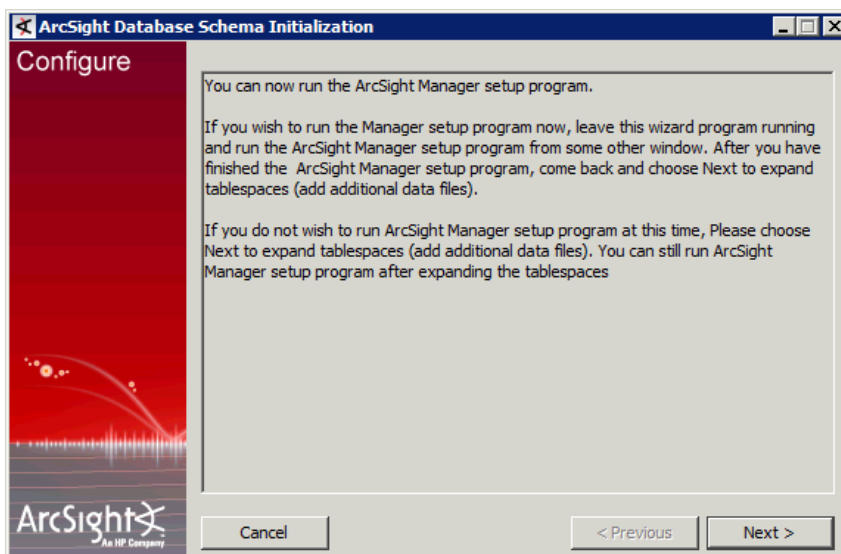 ArcSight Database Schema Initialization
Configure
You can now run the ArcSight Manager setup program.
If you wish to run the Manager setup program now, leave this wizard program running
and run the ArcSight Manager setup program from some other window. After you have
finished the ArcSight Manager setup program, come back and choose Next to expand
tablespaces (add additional data files).
If you do not wish to run ArcSight Manager setup program at this time, Please choose
Next to expand tablespaces (add additional data files). You can still run ArcSight
Manager setup program after expanding the tablespaces
ArcSight
An HP Company
Cancel
< Previous
Next >